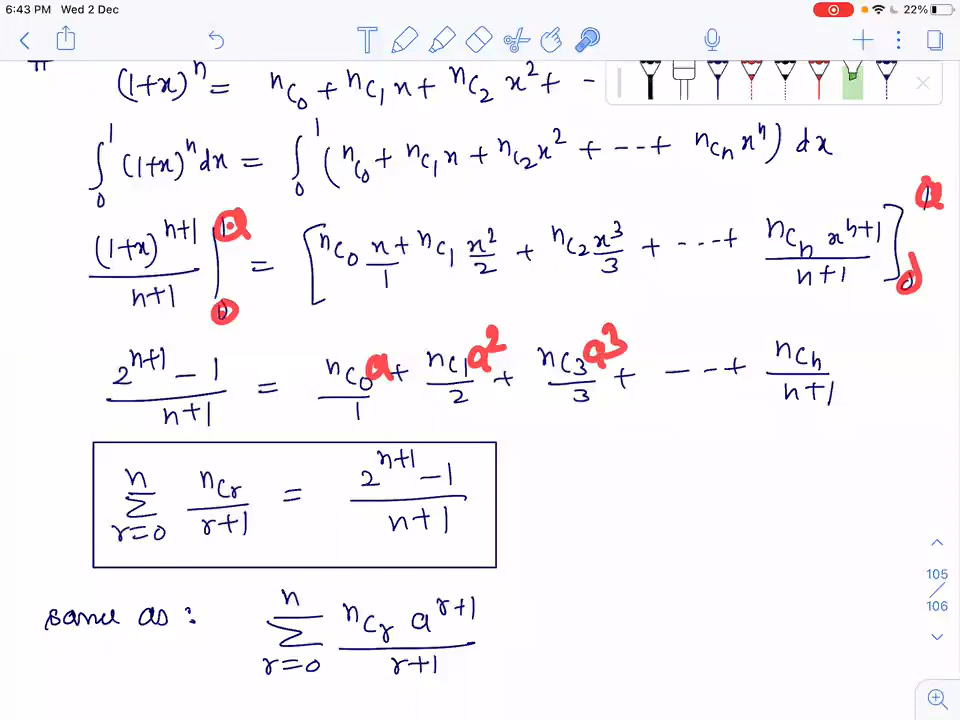 6:43 PM Wed 2 Dec 22%
(1+x)^n = nC0 + nC1 x + nC2 x^2 + -
∫_0^1 (1+x)^n dx = ∫_0^1 (nC0 + nC1 x + nC2 x^2 + --+ nCn x^n) dx
(1+x)^{n+1}/(n+1) |_0^a = [nC0 x/1 + nC1 x^2/2 + nC2 x^3/3 + ---+ nCn x^{n+1}/(n+1)]_0^a
(2^{n+1} - 1)/(n+1) = nC0 a/1 + nC1 a^2/2 + nC3 a^3/3 + ---+ nCn/(n+1)
Σ_{r=0}^n nCr/(r+1) = (2^{n+1} - 1)/(n+1)
same as : Σ_{r=0}^n nCr a^{r+1}/(r+1)
105
/
106